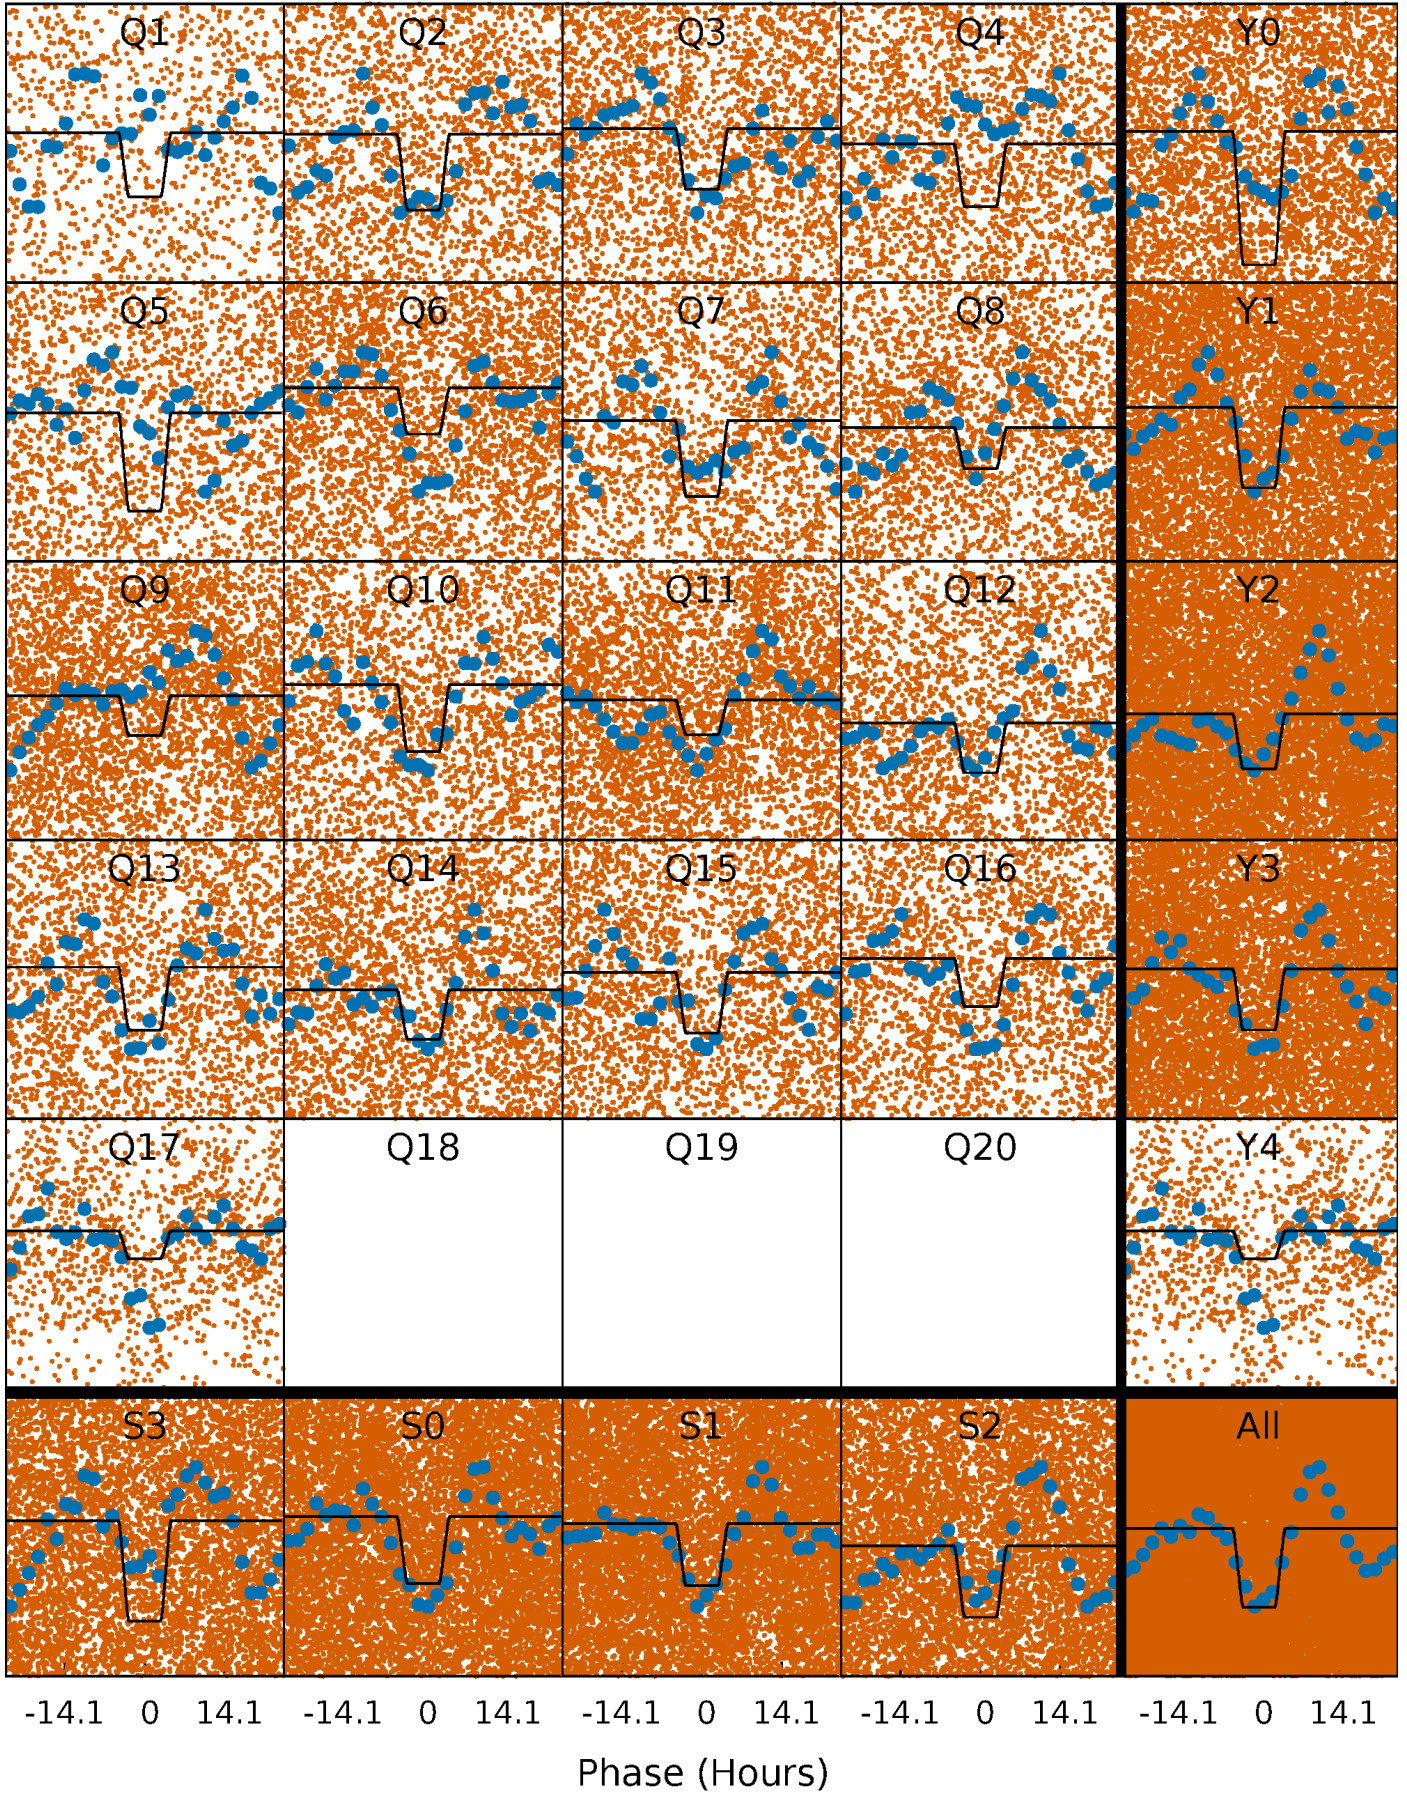 Q1 Q2 Q3 Q4 Y0
Q5 Q6 Q7 Q8 Y1
Q9 Q10 Q11 Q12 Y2
Q13 Q14 Q15 Q16 Y3
Q17 Q18 Q19 Q20 Y4
S3 S0 S1 S2 All
-14.1 0 14.1 -14.1 0 14.1 -14.1 0 14.1 -14.1 0 14.1 -14.1 0 14.1
Phase (Hours)